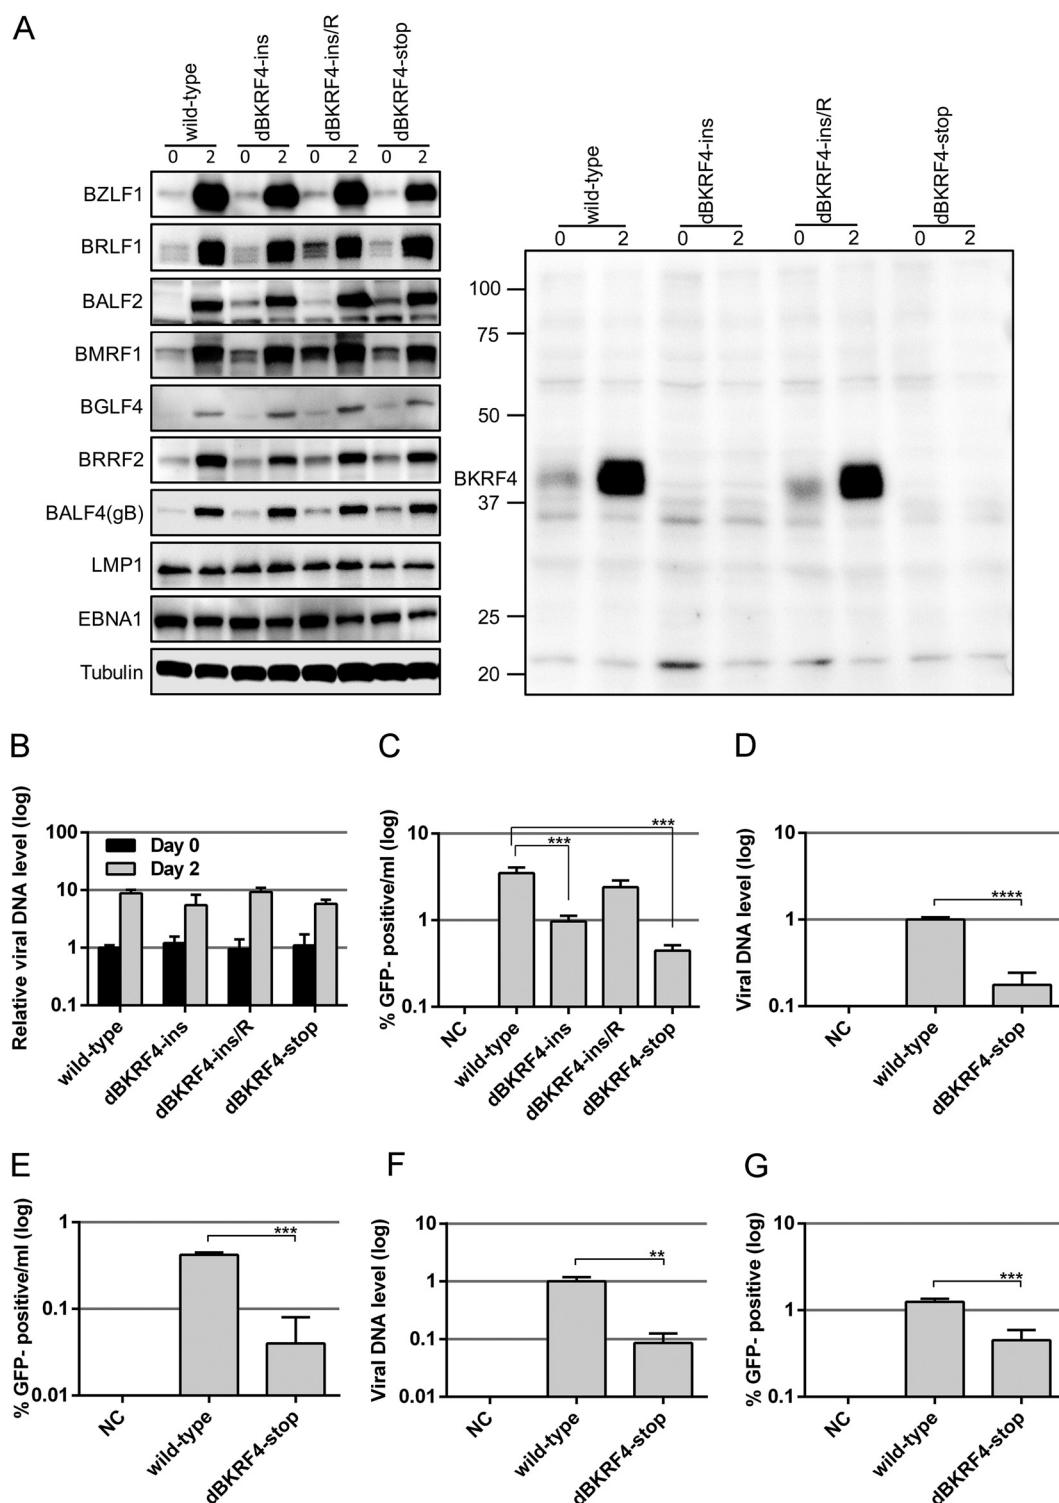 A
wild-type
dBKRF4-ins
dBKRF4-ins/R
dBKRF4-stop
0 2 0 2 0 2 0 2
BZLF1
BRLF1
BALF2
BMRF1
BGLF4
BRRF2
BALF4(gB)
LMP1
EBNA1
Tubulin
wild-type
dBKRF4-ins
dBKRF4-ins/R
dBKRF4-stop
0 2 0 2 0 2 0 2
100
75
50
BKRF4
37
25
20
B
Relative viral DNA level (log)
100
10
1
0.1
Day 0
Day 2
wild-type
dBKRF4-ins
dBKRF4-ins/R
dBKRF4-stop
C
% GFP- positive/ml (log)
10
1
0.1
***
***
NC
wild-type
dBKRF4-ins
dBKRF4-ins/R
dBKRF4-stop
D
Viral DNA level (log)
10
1
0.1
****
NC
wild-type
dBKRF4-stop
E
% GFP- positive/ml (log)
1
0.1
0.01
***
NC
wild-type
dBKRF4-stop
F
Viral DNA level (log)
10
1
0.1
0.01
**
NC
wild-type
dBKRF4-stop
G
% GFP- positive (log)
10
1
0.1
***
NC
wild-type
dBKRF4-stop